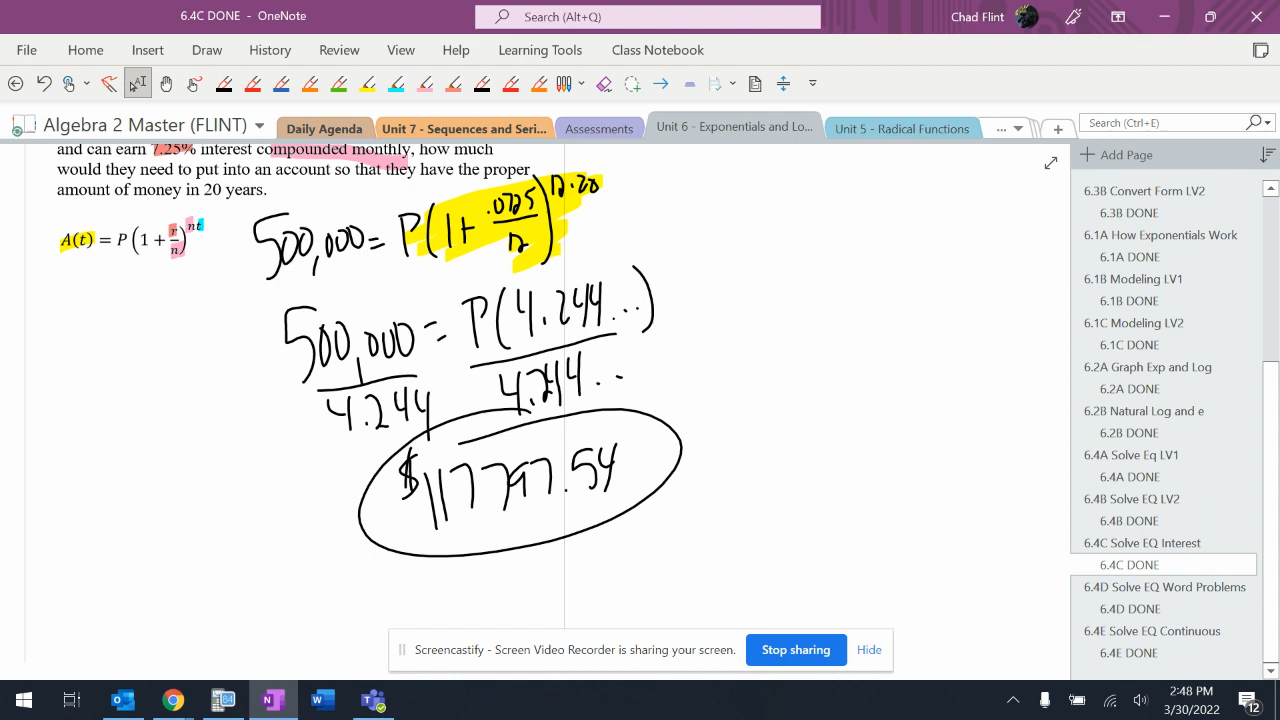 6.4C DONE - OneNote
Search (Alt+Q)
Chad Flint
File Home Insert Draw History Review View Help Learning Tools Class Notebook
Algebra 2 Master (FLINT)
Daily Agenda
Unit 7 - Sequences and Seri...
Assessments
Unit 6 - Exponentials and Lo...
Unit 5 - Radical Functions
...
Search (Ctrl+E)
and can earn 7.25% interest compounded monthly, how much
would they need to put into an account so that they have the proper
amount of money in 20 years.
A(t) = P(1 + r/n)^nt
500,000 = P(1 + .0725/12)^12·20
500,000 = P(4.244...)
4.244 4.244...
$117797.54
Add Page
6.3B Convert Form LV2
6.3B DONE
6.1A How Exponentials Work
6.1A DONE
6.1B Modeling LV1
6.1B DONE
6.1C Modeling LV2
6.1C DONE
6.2A Graph Exp and Log
6.2A DONE
6.2B Natural Log and e
6.2B DONE
6.4A Solve Eq LV1
6.4A DONE
6.4B Solve EQ LV2
6.4B DONE
6.4C Solve EQ Interest
6.4C DONE
6.4D Solve EQ Word Problems
6.4D DONE
6.4E Solve EQ Continuous
6.4E DONE
Screencastify - Screen Video Recorder is sharing your screen.
Stop sharing
Hide
84
2:48 PM
3/30/2022
12